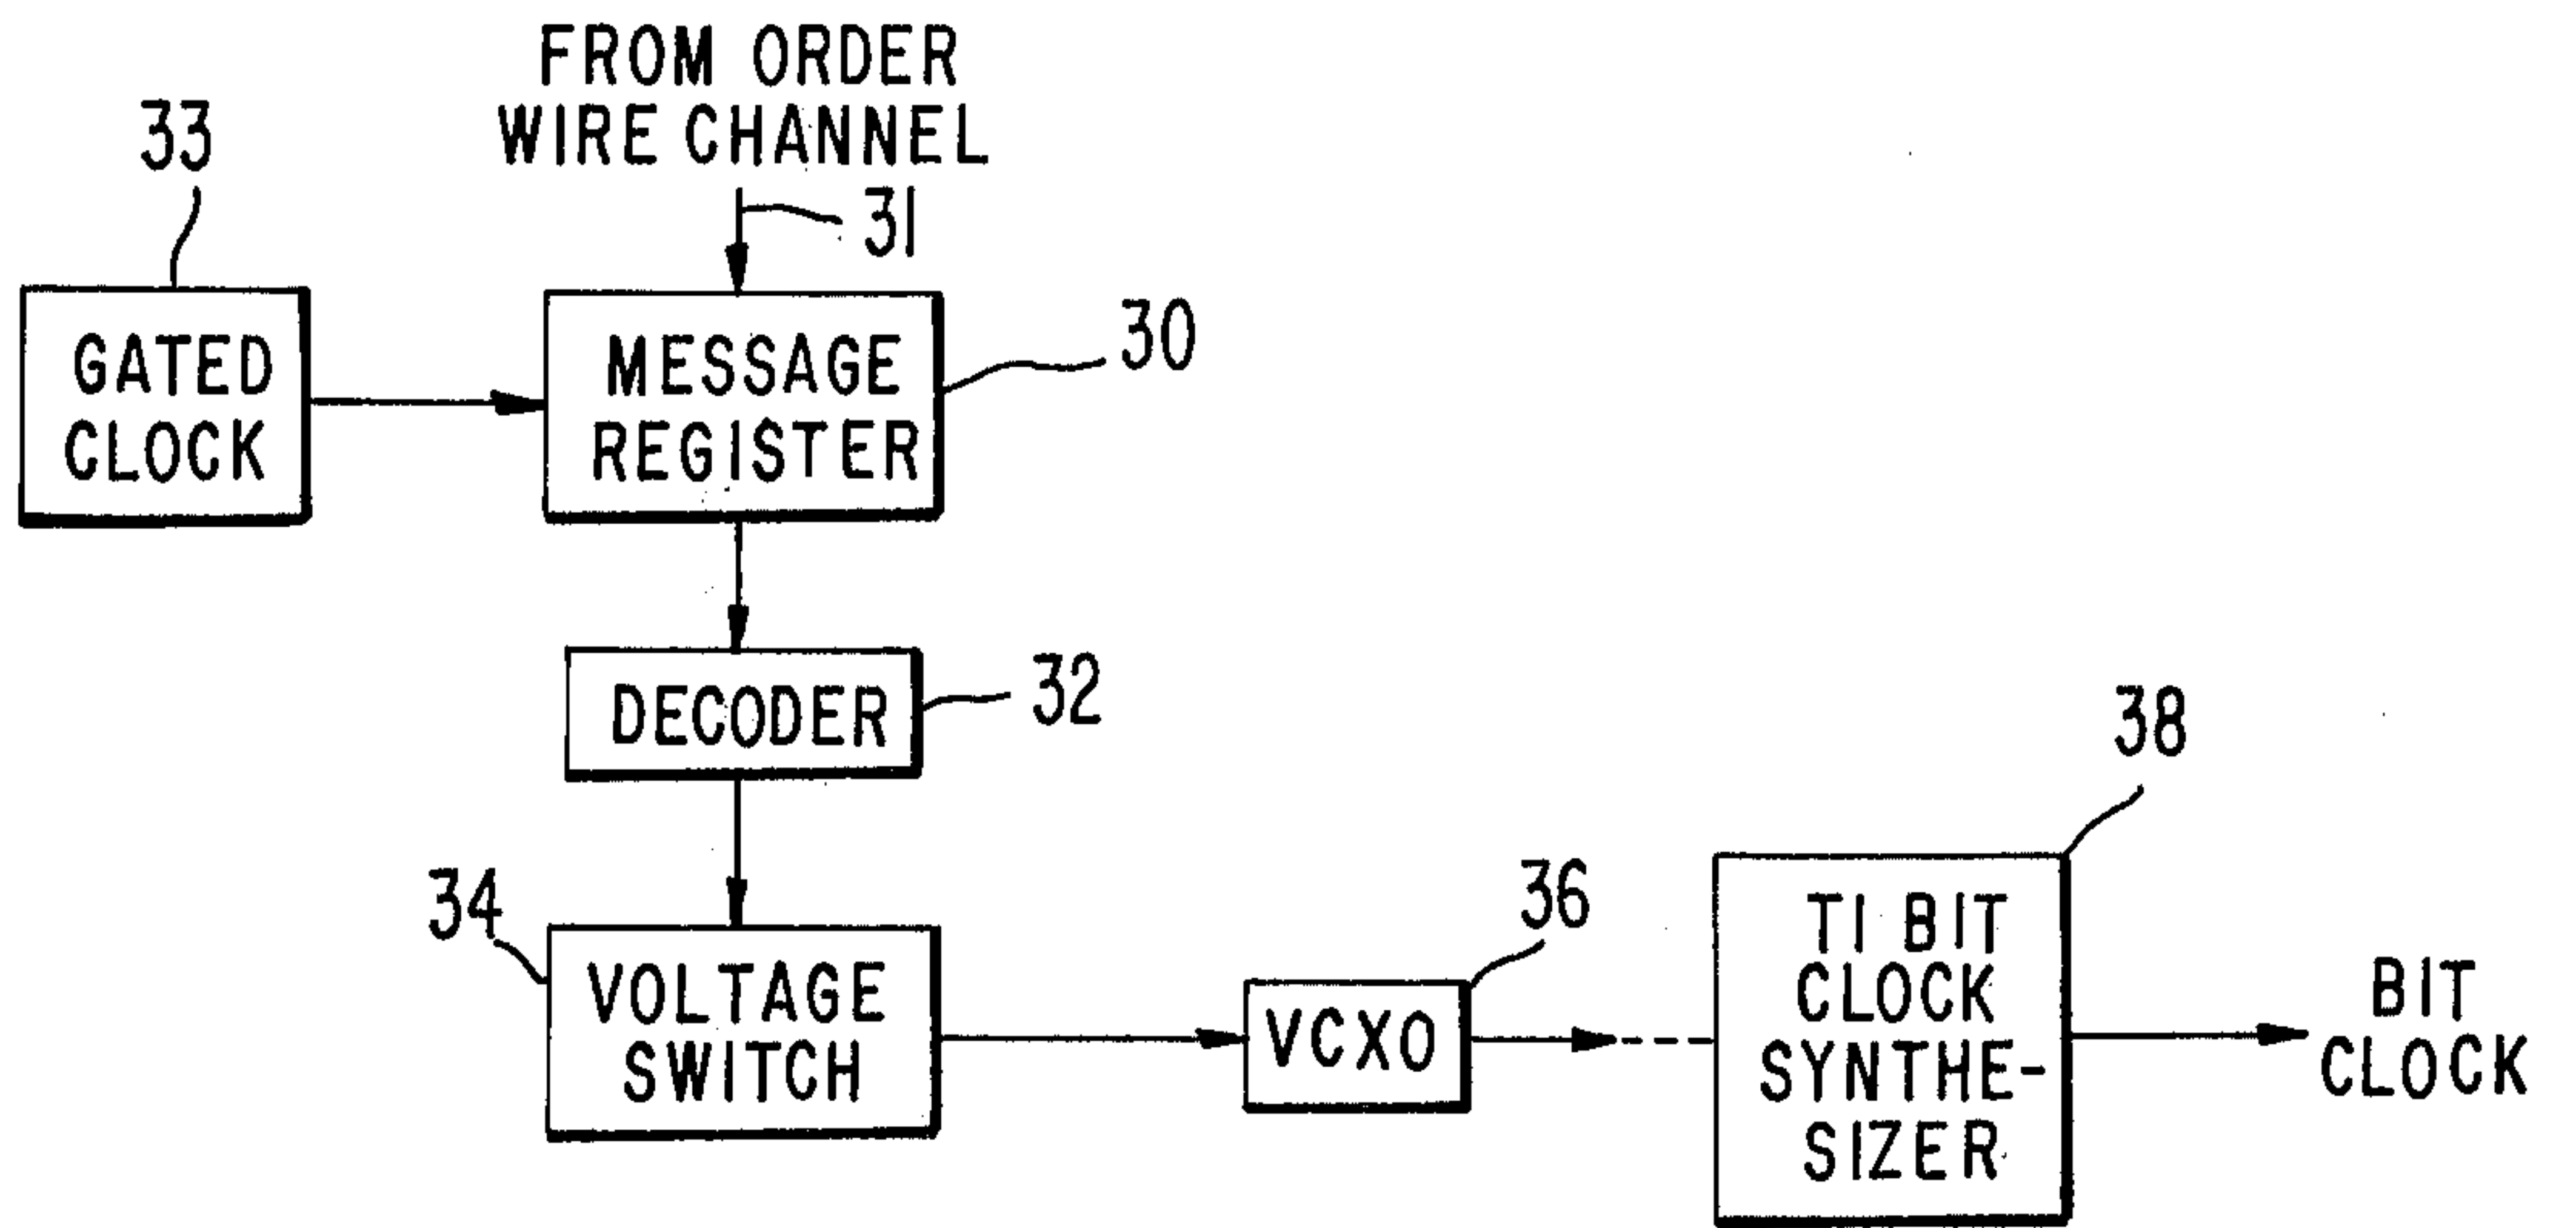 FROM ORDER
WIRE CHANNEL
33
31
GATED
CLOCK
MESSAGE
REGISTER
30
DECODER
32
34
VOLTAGE
SWITCH
36
VCXO
38
T1 BIT
CLOCK
SYNTHE-
SIZER
BIT
CLOCK